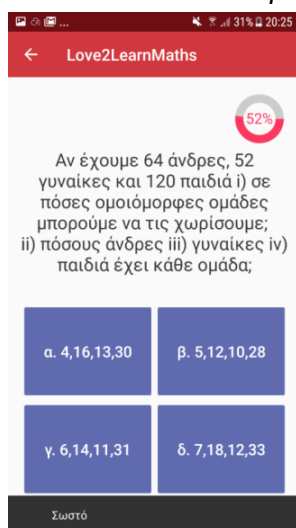 31% 20:25
Love2LearnMaths
52%
Αν έχουμε 64 άνδρες, 52
γυναίκες και 120 παιδιά i) σε
πόσες ομοιόμορφες ομάδες
μπορούμε να τις χωρίσουμε;
ii) πόσους άνδρες iii) γυναίκες iv)
παιδιά έχει κάθε ομάδα;
α. 4,16,13,30
β. 5,12,10,28
γ. 6,14,11,31
δ. 7,18,12,33
Σωστό